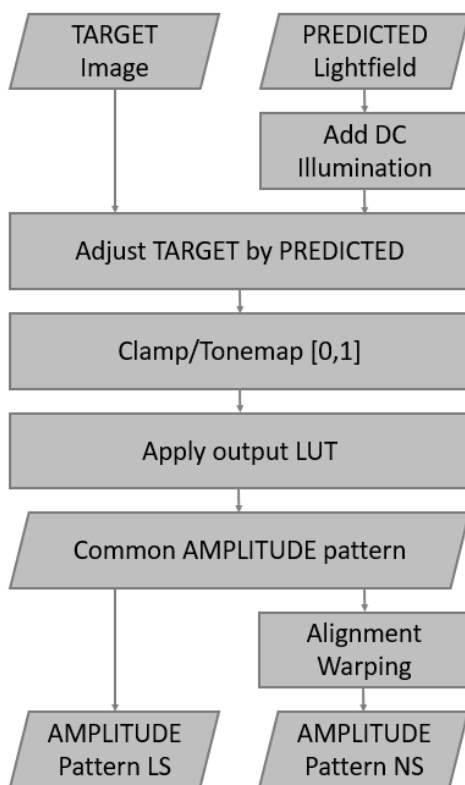 TARGET
Image
PREDICTED
Lightfield
Add DC
Illumination
Adjust TARGET by PREDICTED
Clamp/Tonemap [0,1]
Apply output LUT
Common AMPLITUDE pattern
Alignment
Warping
AMPLITUDE
Pattern LS
AMPLITUDE
Pattern NS